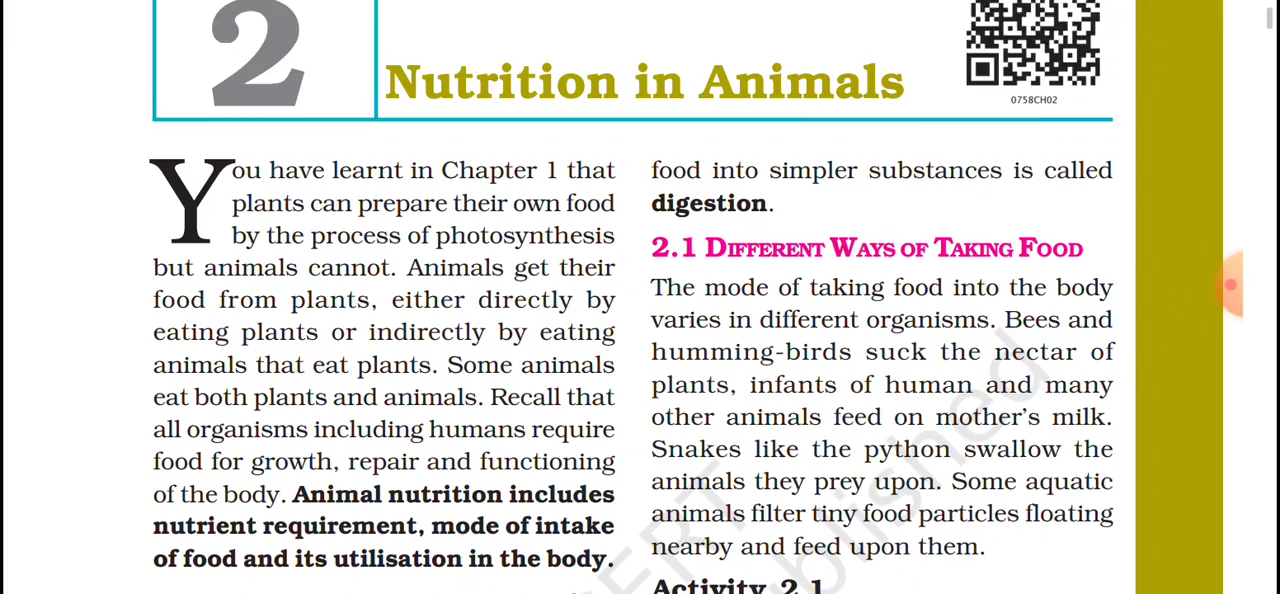 2
Nutrition in Animals
0758CH02
You have learnt in Chapter 1 that
plants can prepare their own food
by the process of photosynthesis
but animals cannot. Animals get their
food from plants, either directly by
eating plants or indirectly by eating
animals that eat plants. Some animals
eat both plants and animals. Recall that
all organisms including humans require
food for growth, repair and functioning
of the body. Animal nutrition includes
nutrient requirement, mode of intake
of food and its utilisation in the body.
food into simpler substances is called
digestion.
2.1 DIFFERENT WAYS OF TAKING FOOD
The mode of taking food into the body
varies in different organisms. Bees and
humming-birds suck the nectar of
plants, infants of human and many
other animals feed on mother's milk.
Snakes like the python swallow the
animals they prey upon. Some aquatic
animals filter tiny food particles floating
nearby and feed upon them.
Activity 2.1